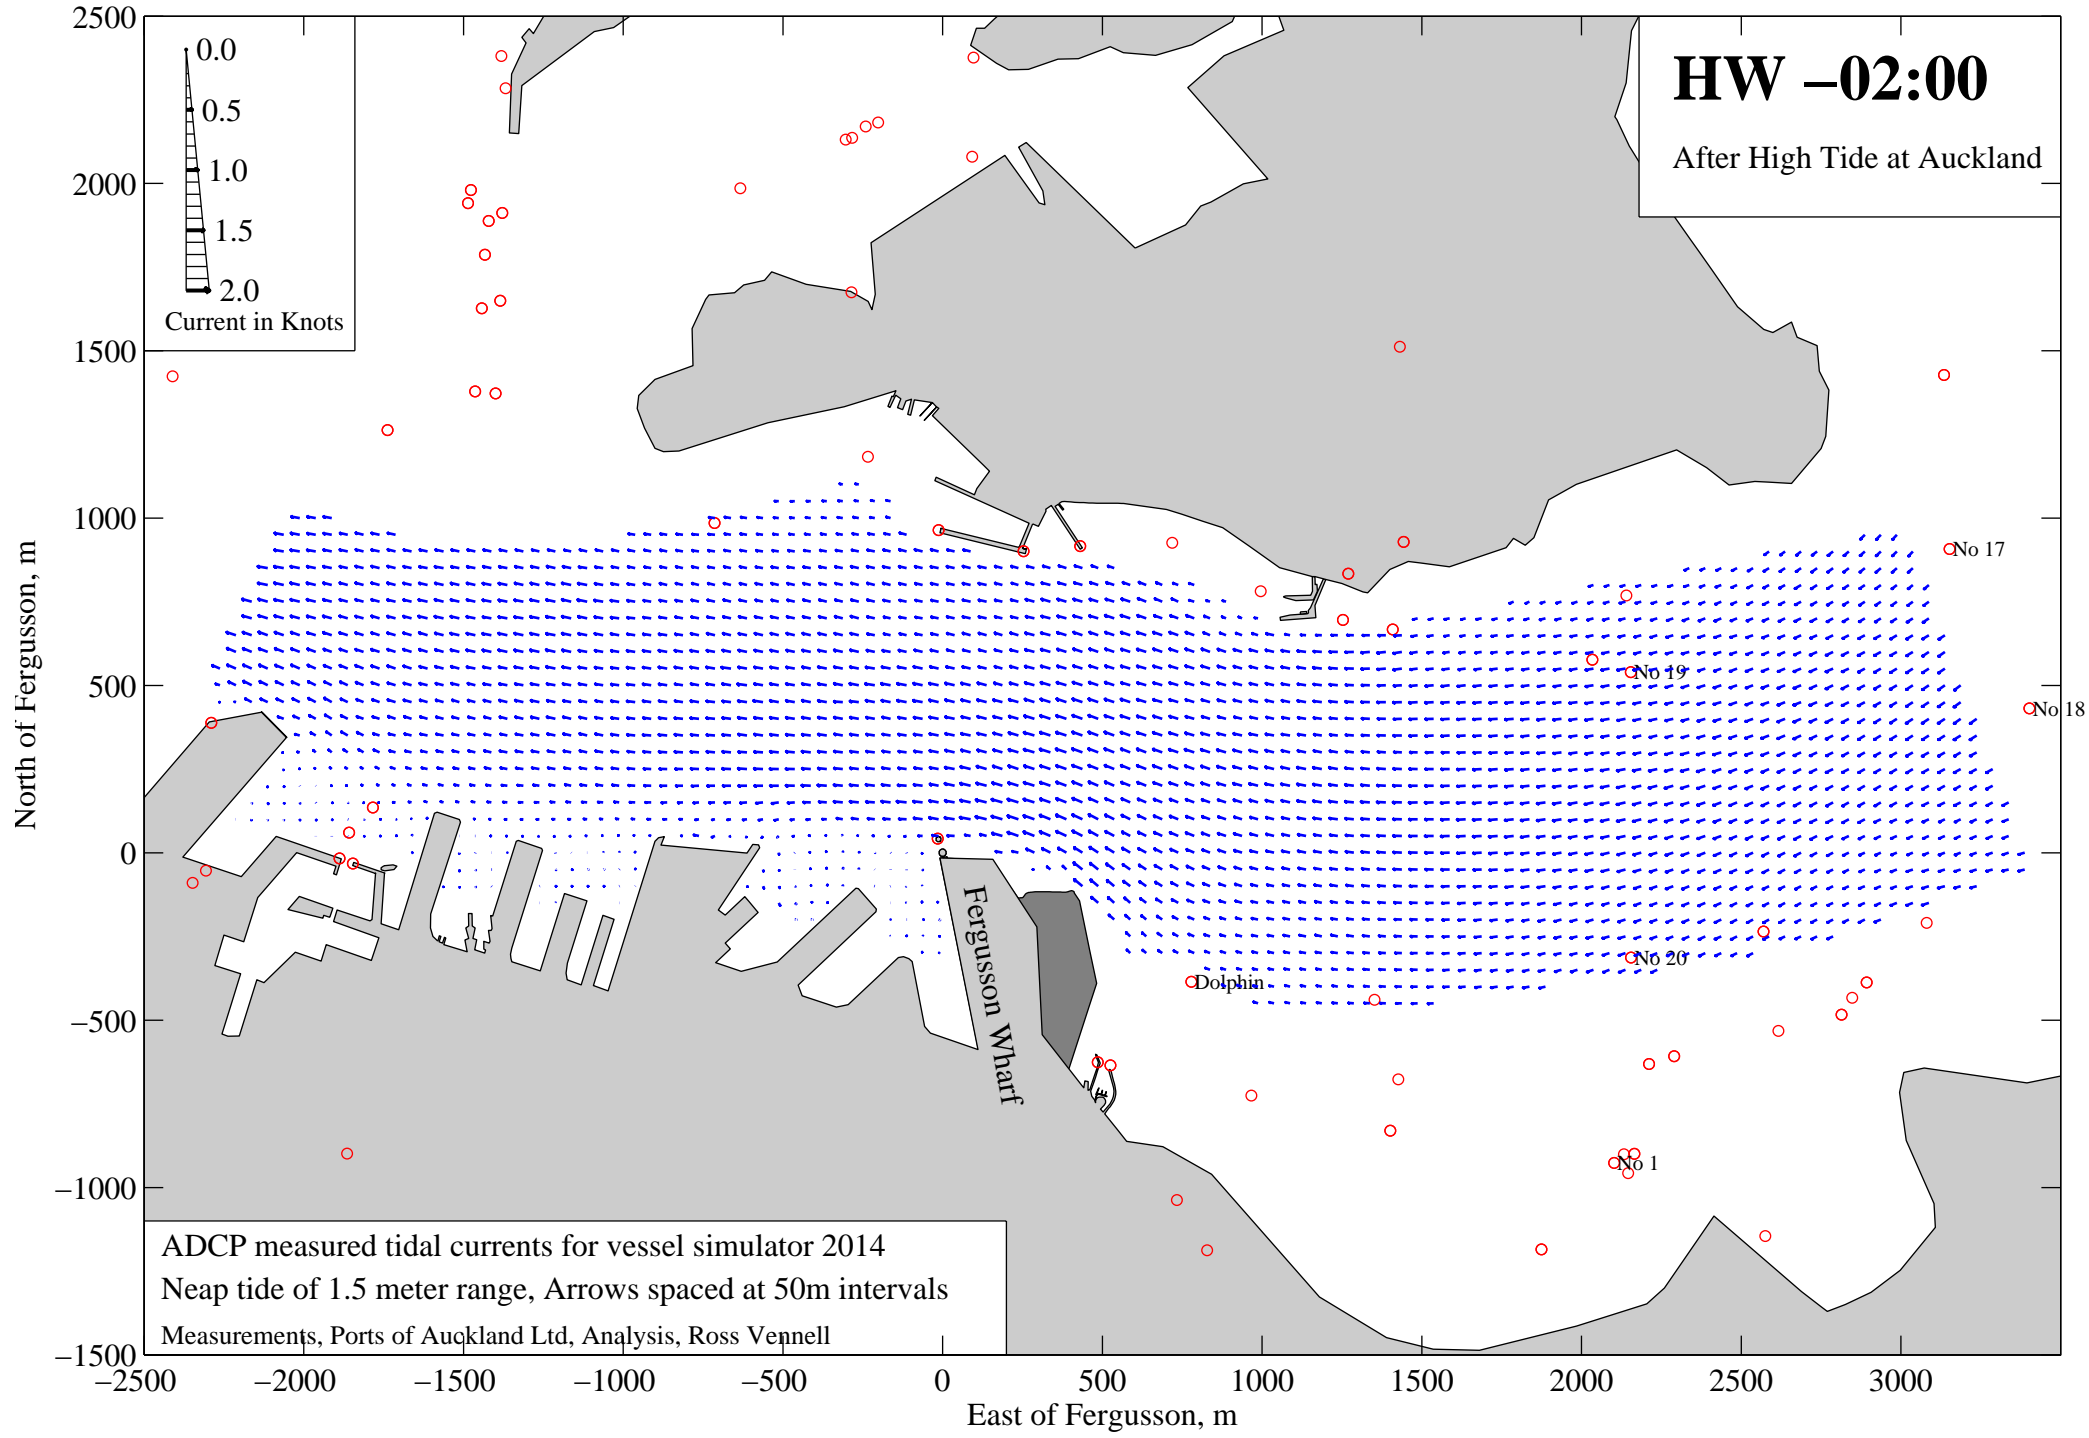 HW −02:00
After High Tide at Auckland
0.0
0.5
1.0
1.5
2.0
Current in Knots
2500
2000
1500
1000
500
0
−500
−1000
−1500
North of Fergusson, m
No 17
No 19
No 18
No 20
Dolphin
No 1
Fergusson Wharf
ADCP measured tidal currents for vessel simulator 2014
Neap tide of 1.5 meter range, Arrows spaced at 50m intervals
Measurements, Ports of Auckland Ltd, Analysis, Ross Vennell
−2500 −2000 −1500 −1000 −500 0 500 1000 1500 2000 2500 3000
East of Fergusson, m